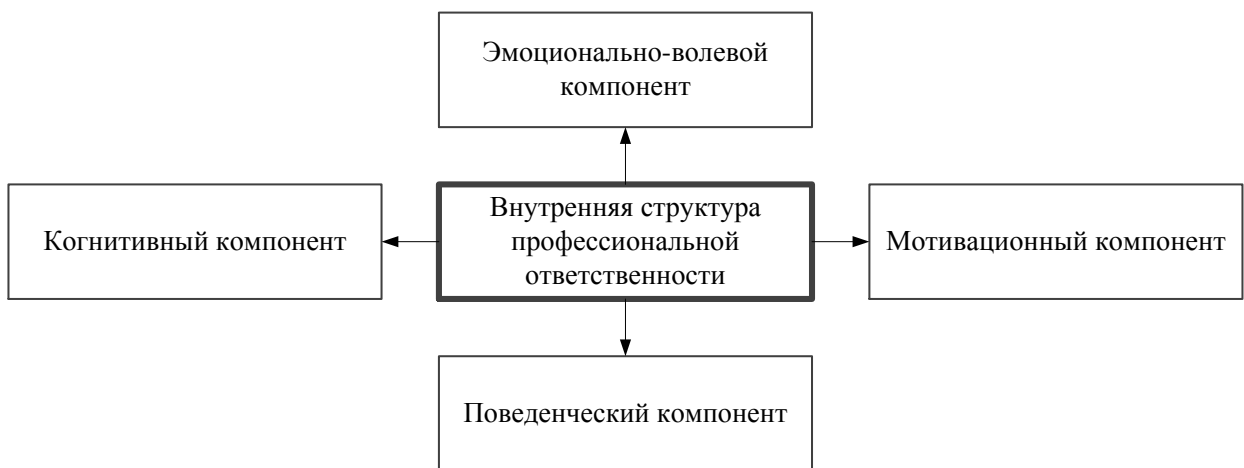 Эмоционально-волевой
компонент
Когнитивный компонент
Внутренняя структура
профессиональной
ответственности
Мотивационный компонент
Поведенческий компонент